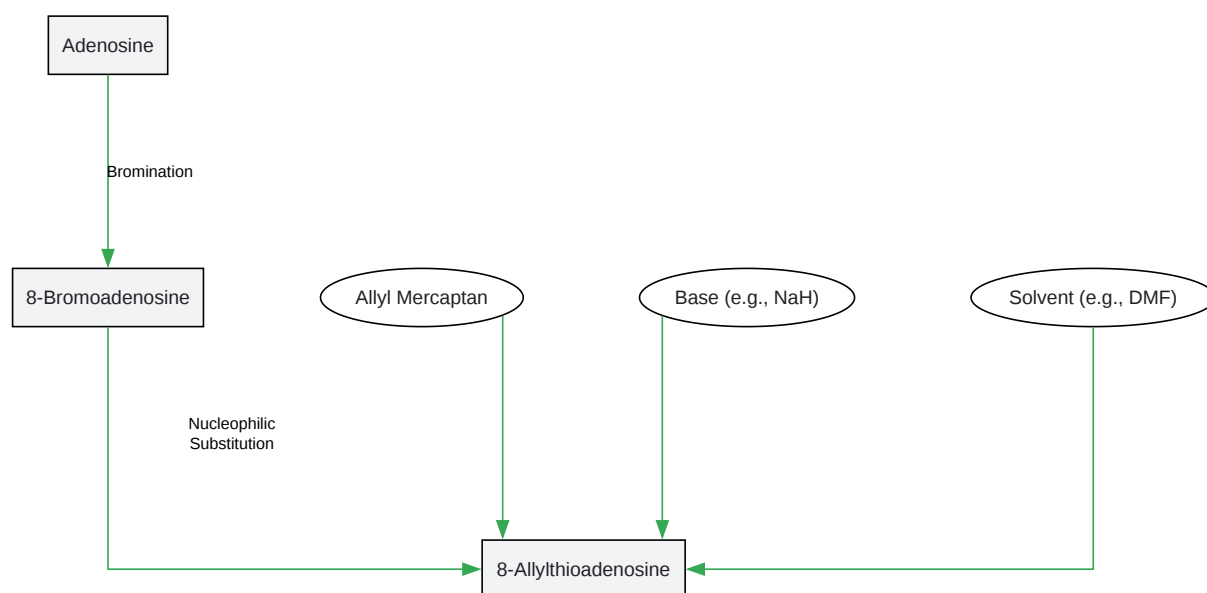 Adenosine
Bromination
8-Bromoadenosine
Allyl Mercaptan
Base (e.g., NaH)
Solvent (e.g., DMF)
Nucleophilic
Substitution
8-Allylthioadenosine